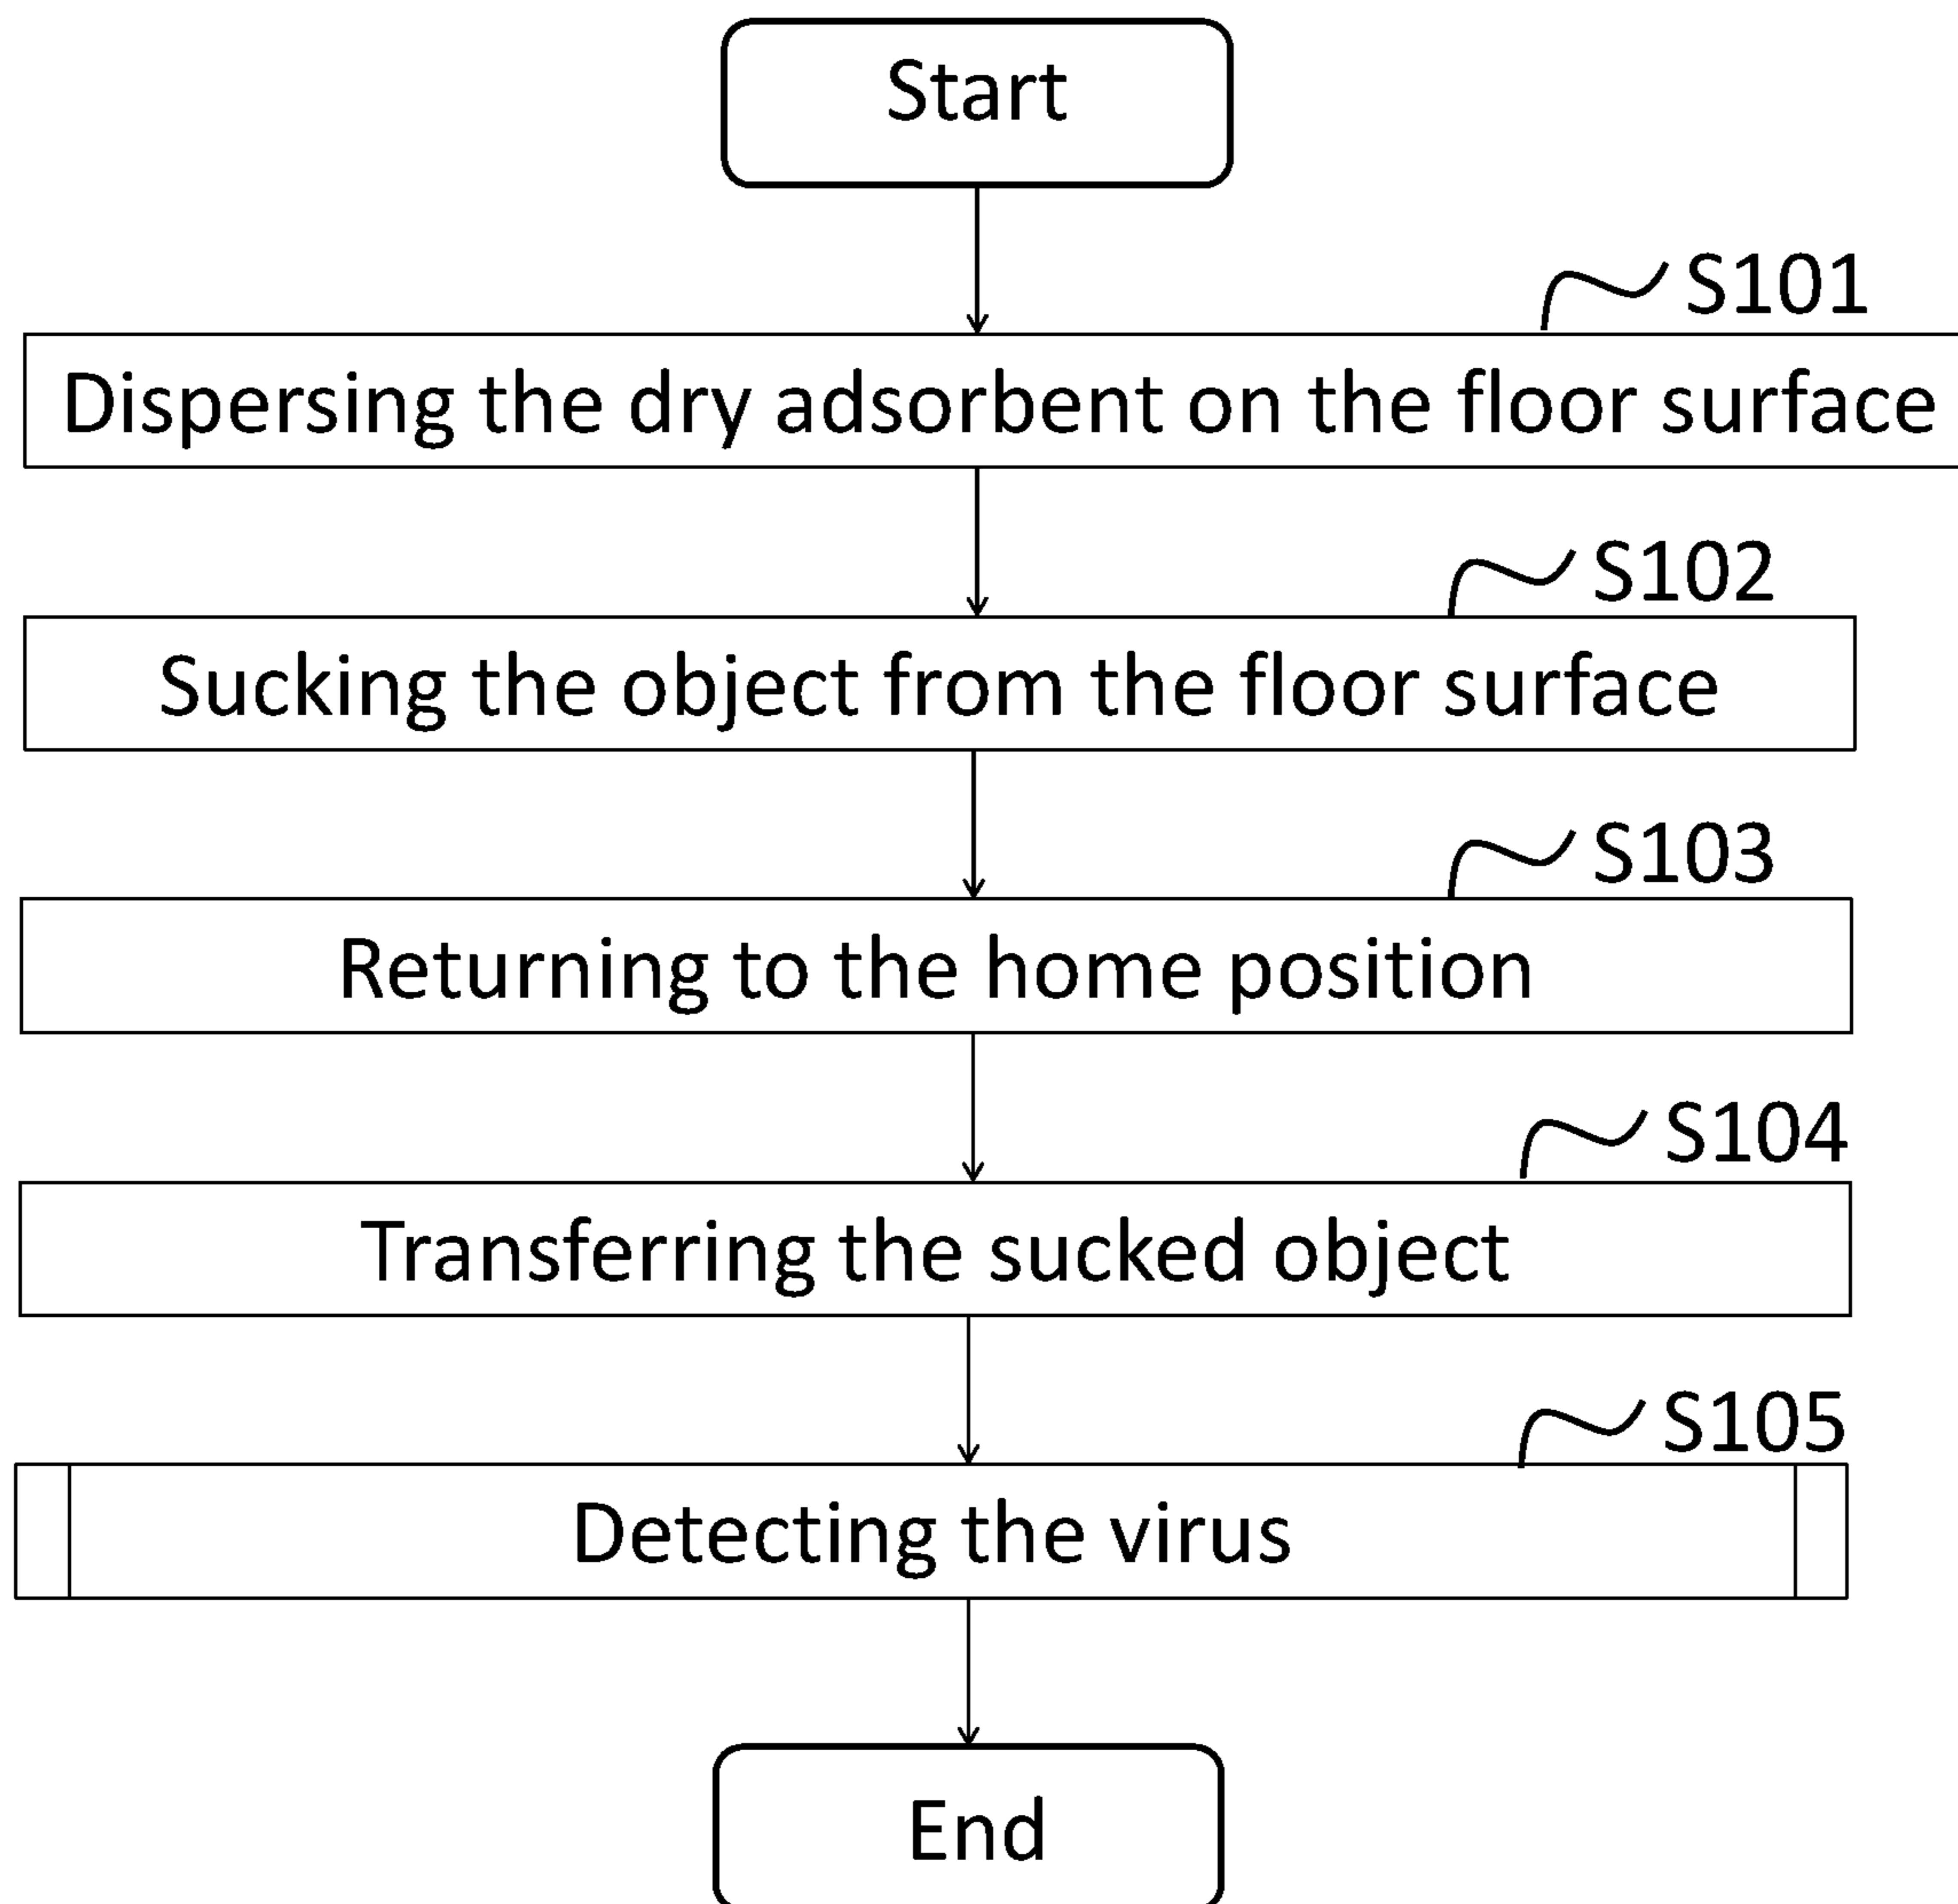 Start
S101
Dispersing the dry adsorbent on the floor surface
S102
Sucking the object from the floor surface
S103
Returning to the home position
S104
Transferring the sucked object
S105
Detecting the virus
End